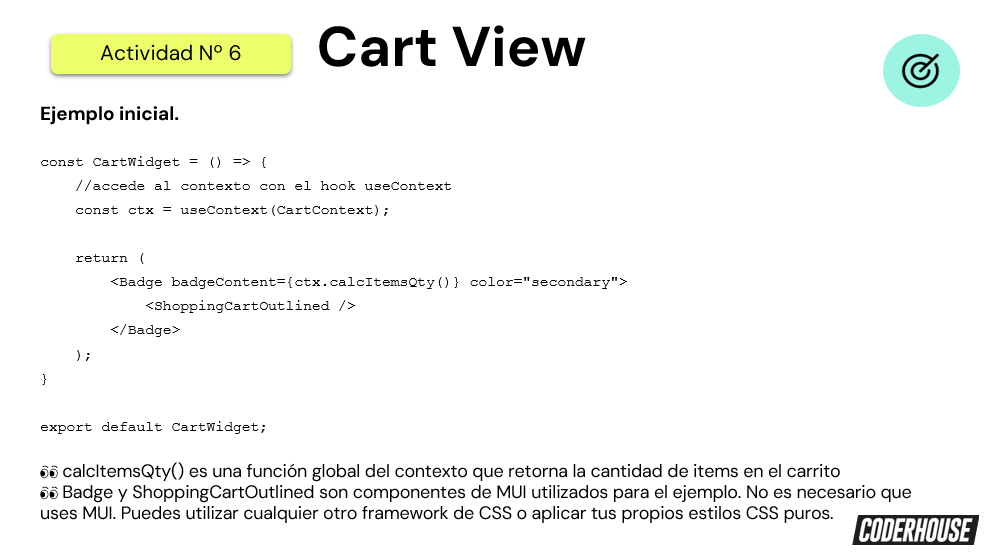 Actividad Nº 6
Cart View
Ejemplo inicial.
const CartWidget = () => {
    //accede al contexto con el hook useContext
    const ctx = useContext(CartContext);
    return (
        <Badge badgeContent={ctx.calcItemsQty()} color="secondary">
            <ShoppingCartOutlined />
        </Badge>
    );
}
export default CartWidget;
👀 calcItemsQty() es una función global del contexto que retorna la cantidad de items en el carrito
👀 Badge y ShoppingCartOutlined son componentes de MUI utilizados para el ejemplo. No es necesario que
uses MUI. Puedes utilizar cualquier otro framework de CSS o aplicar tus propios estilos CSS puros.
CODERHOUSE